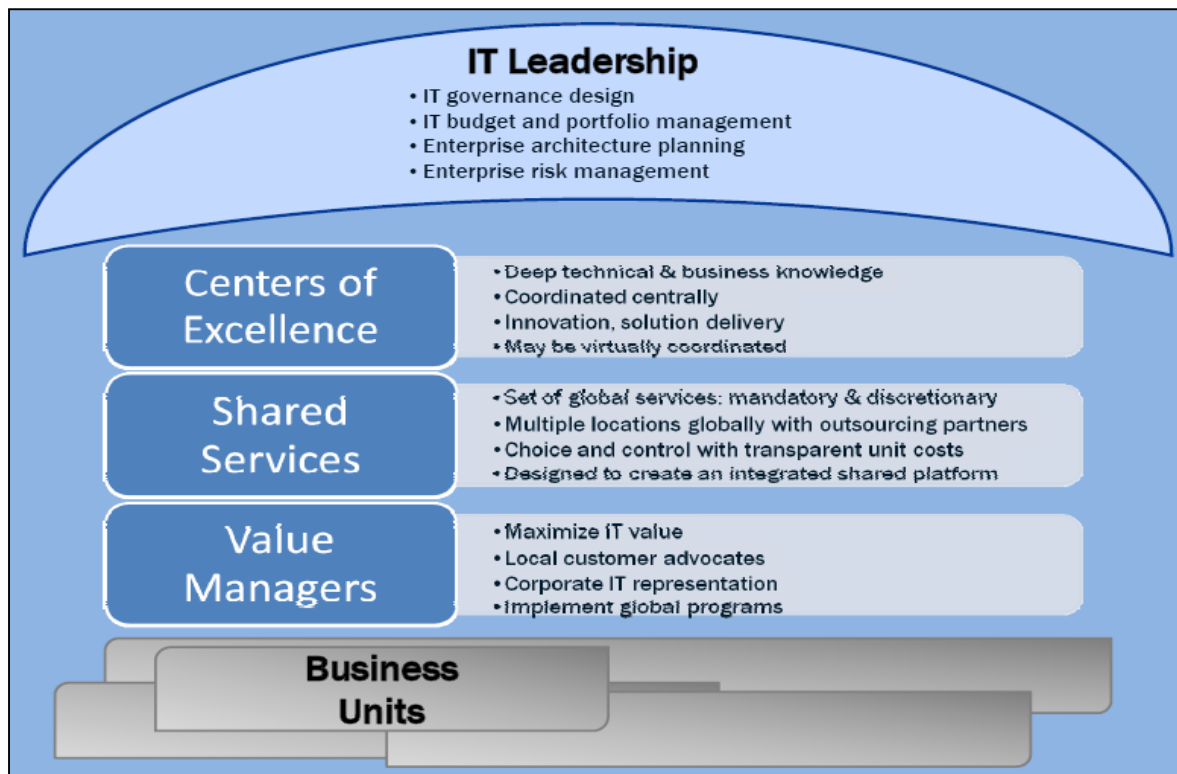 IT Leadership
• IT governance design
• IT budget and portfolio management
• Enterprise architecture planning
• Enterprise risk management
Centers of
Excellence
• Deep technical & business knowledge
• Coordinated centrally
• Innovation, solution delivery
• May be virtually coordinated
Shared
Services
• Set of global services: mandatory & discretionary
• Multiple locations globally with outsourcing partners
• Choice and control with transparent unit costs
• Designed to create an integrated shared platform
Value
Managers
• Maximize IT value
• Local customer advocates
• Corporate IT representation
• Implement global programs
Business
Units